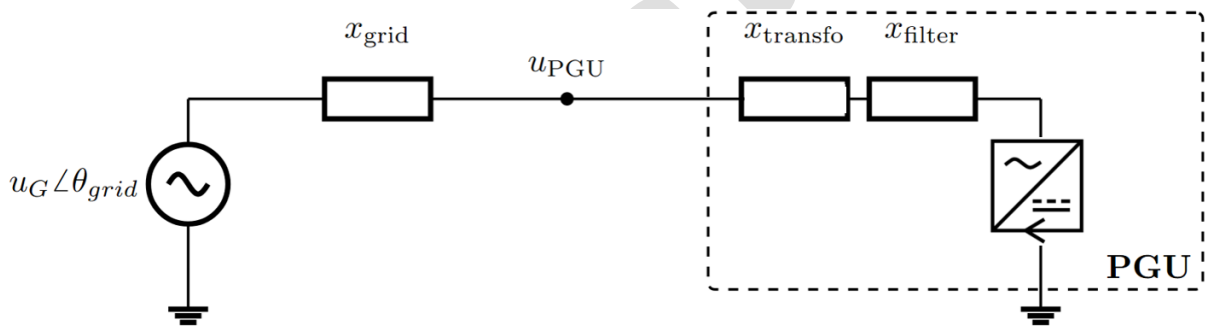 x_grid
u_PGU
x_transfo
x_filter
u_G∠θ_grid
PGU